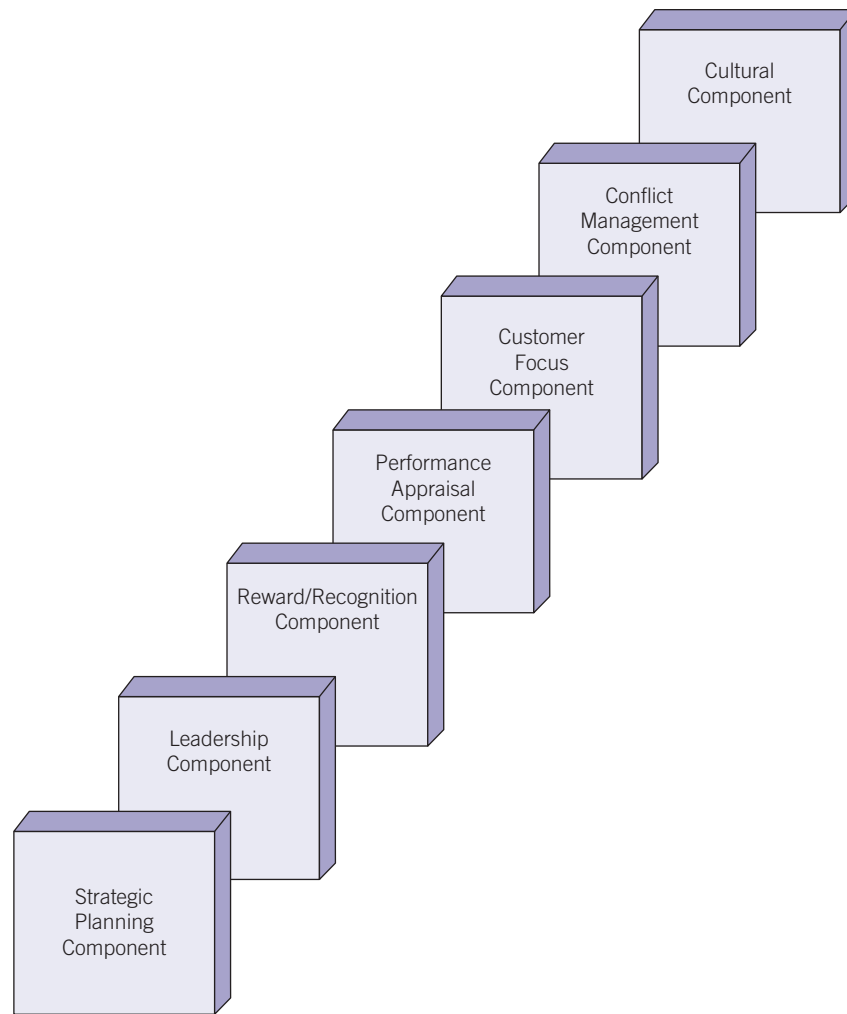 Cultural
Component
Conflict
Management
Component
Customer
Focus
Component
Performance
Appraisal
Component
Reward/Recognition
Component
Leadership
Component
Strategic
Planning
Component